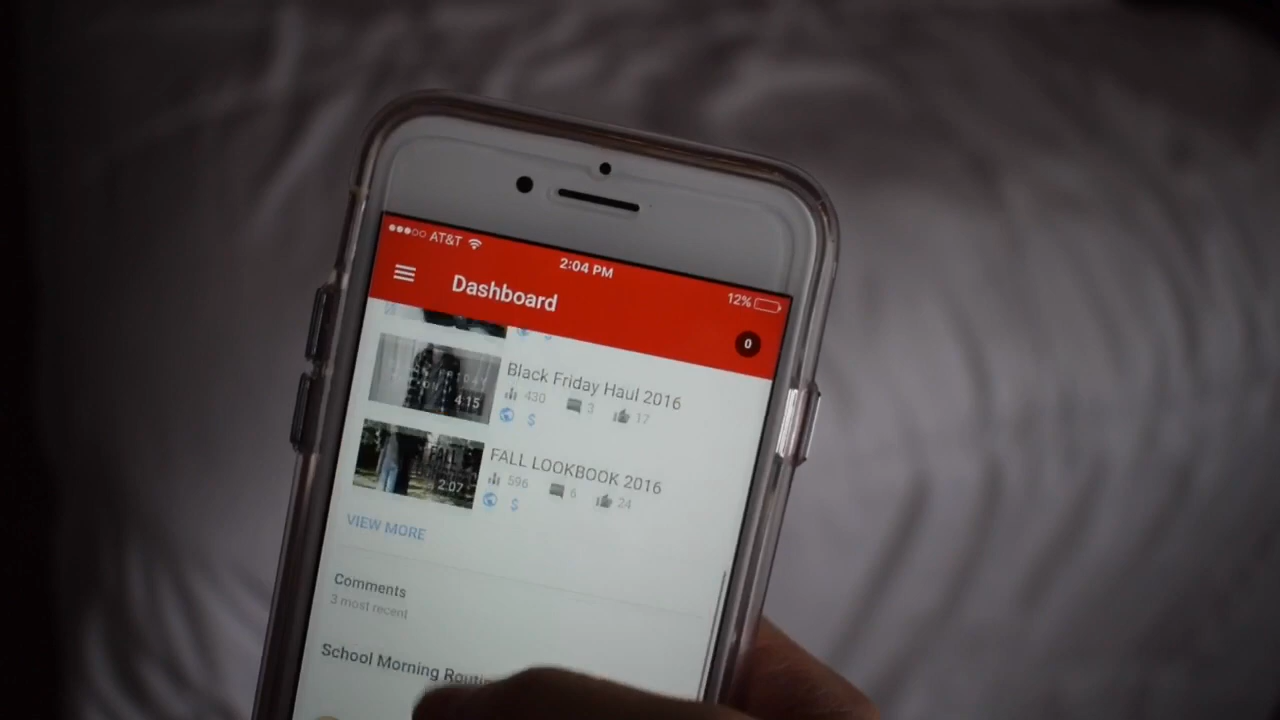 AT&T
2:04 PM
12%
Dashboard
0
Black Friday Haul 2016
4:15
430 3 17
$
FALL LOOKBOOK 2016
FALL
2:07
596 6 24
$
VIEW MORE
Comments
3 most recent
School Morning